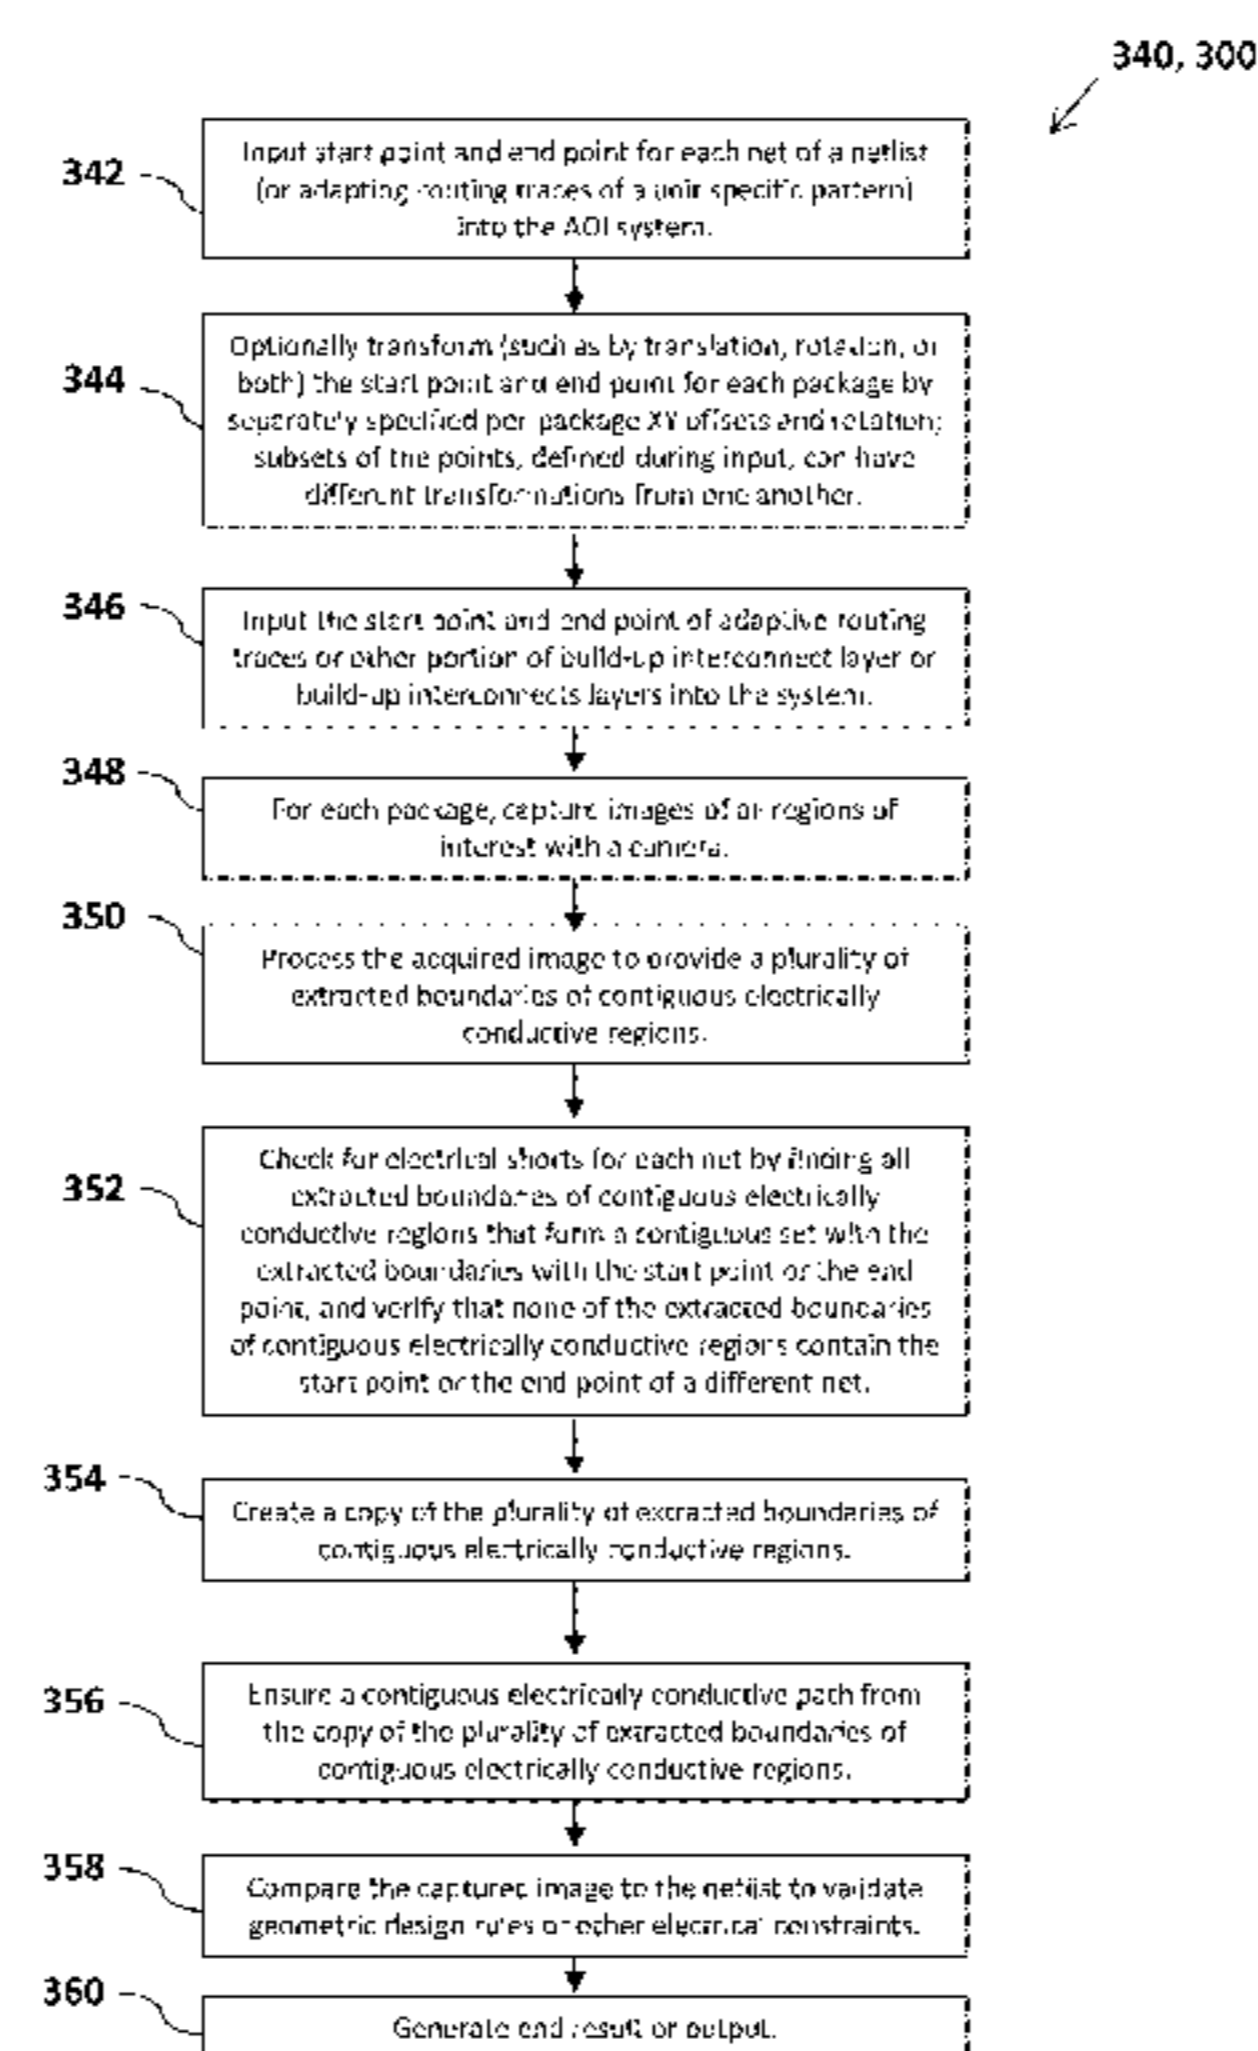 340, 300
342
Input start point and end point for each net of a netlist
(or adapting routing traces of a unit specific pattern)
into the AOI system.
344
Optionally transform (such as by translation, rotation, or
both) the start point and end point for each package by
separately specified per-package XY offsets and rotation;
subsets of the points, defined during input, can have
different transformations from one another.
346
Input the start point and end point of adaptive routing
traces or other portion of build-up interconnect layer or
build-up interconnects layers into the system.
348
For each package, capture images of all regions of
interest with a camera.
350
Process the acquired image to provide a plurality of
extracted boundaries of contiguous electrically
conductive regions.
352
Check for electrical shorts for each net by finding all
extracted boundaries of contiguous electrically
conductive regions that form a contiguous set with the
extracted boundaries with the start point or the end
point, and verify that none of the extracted boundaries
of contiguous electrically conductive regions contain the
start point or the end point of a different net.
354
Create a copy of the plurality of extracted boundaries of
contiguous electrically conductive regions.
356
Ensure a contiguous electrically conductive path from
the copy of the plurality of extracted boundaries of
contiguous electrically conductive regions.
358
Compare the captured image to the netlist to validate
geometric design rules or other electrical constraints.
360
Generate end result or output.